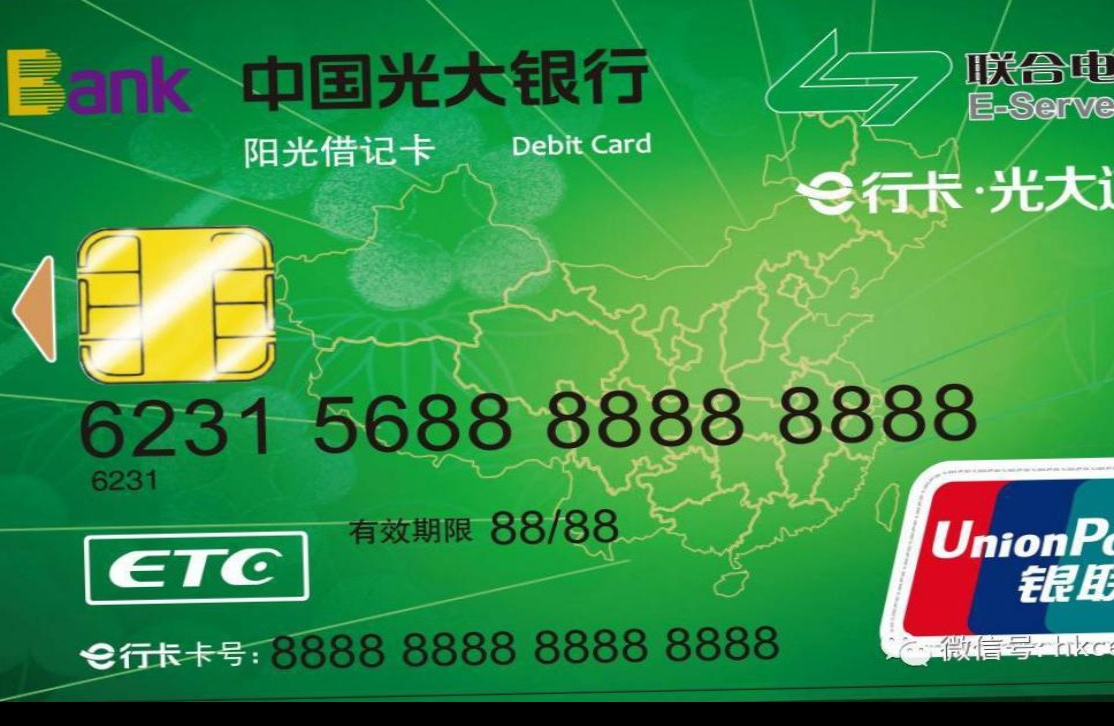 Bank 中国光大银行
联合电
E-Serve
阳光借记卡 Debit Card
e行卡·光大
6231 5688 8888 8888
6231
有效期限 88/88
ETC
UnionPa
银联
e行卡卡号: 8888 8888 8888 8888
微信号: hkce